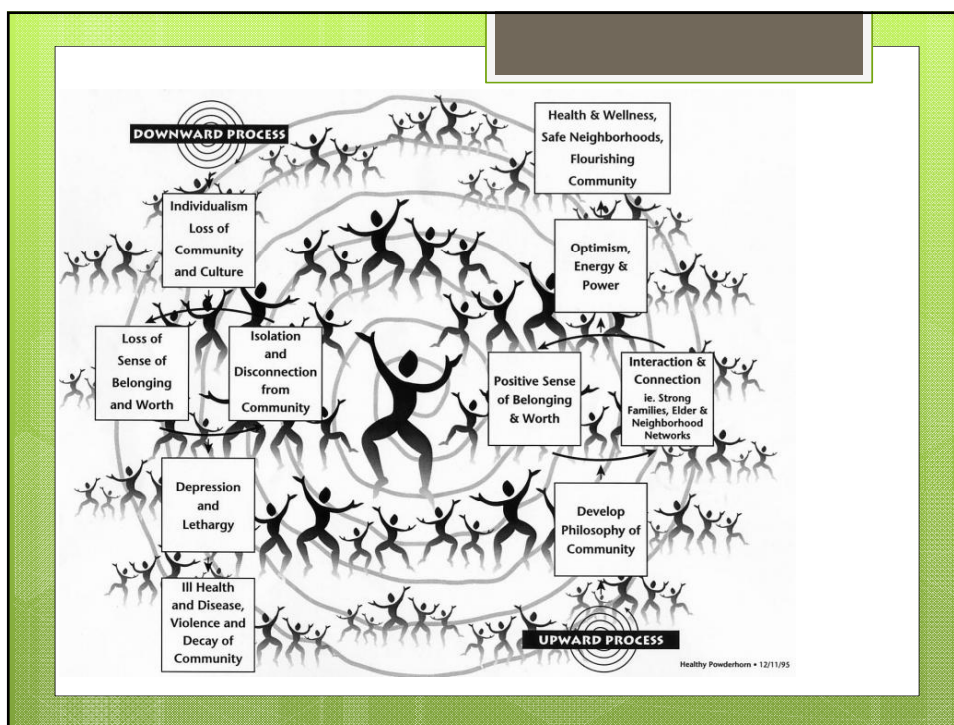 DOWNWARD PROCESS
Individualism
Loss of
Community
and Culture
Loss of
Sense of
Belonging
and Worth
Isolation
and
Disconnection
from
Community
Depression
and
Lethargy
Ill Health
and Disease,
Violence and
Decay of
Community
Health & Wellness,
Safe Neighborhoods,
Flourishing
Community
Optimism,
Energy &
Power
Positive Sense
of Belonging
& Worth
Interaction &
Connection
ie. Strong
Families, Elder &
Neighborhood
Networks
Develop
Philosophy of
Community
UPWARD PROCESS
Healthy Powderhorn • 12/11/95